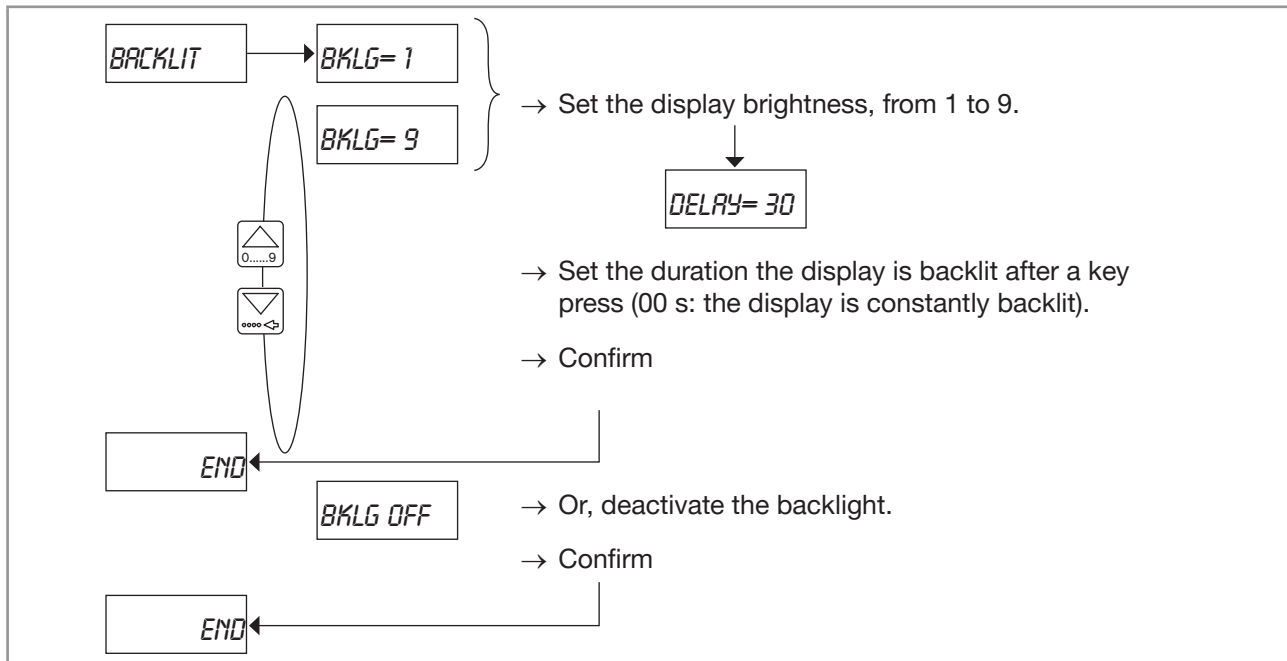 BACKLIT
BKLG= 1
BKLG= 9
→ Set the display brightness, from 1 to 9.
DELAY= 30
0......9
→ Set the duration the display is backlit after a key
press (00 s: the display is constantly backlit).
→ Confirm
END
BKLG OFF
→ Or, deactivate the backlight.
→ Confirm
END